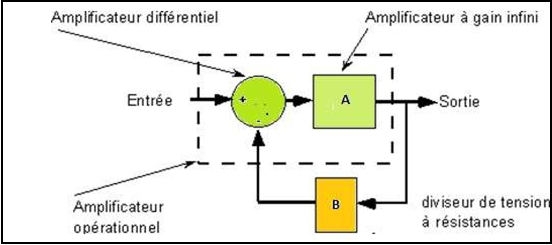 Amplificateur différentiel
Amplificateur à gain infini
Entrée
+
-
A
Sortie
B
Amplificateur
opérationnel
diviseur de tension
à résistances